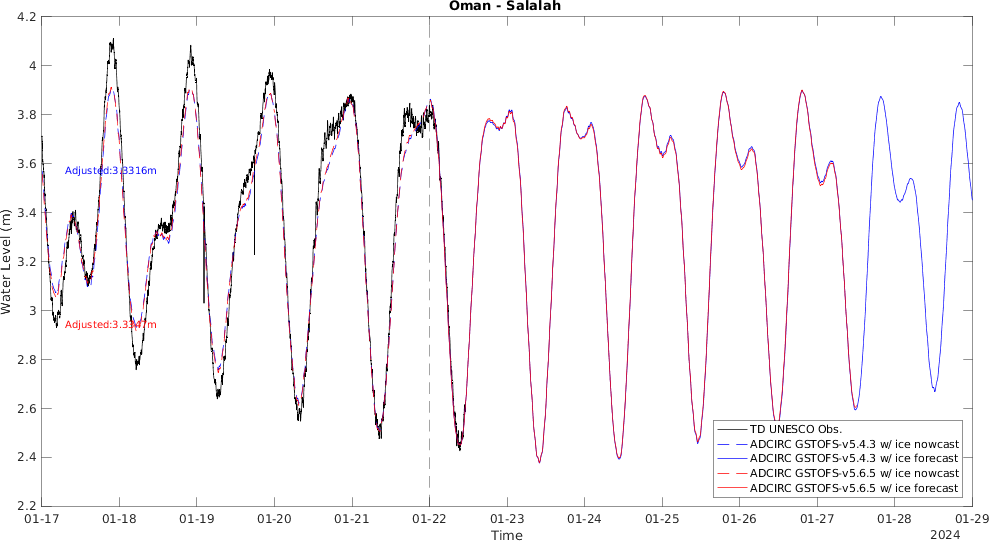 Oman - Salalah
4.2
4
3.8
3.6
3.4
3.2
3
2.8
2.6
2.4
2.2
Water Level (m)
Adjusted:3.3316m
Adjusted:3.3347m
TD UNESCO Obs.
ADCIRC GSTOFS-v5.4.3 w/ ice nowcast
ADCIRC GSTOFS-v5.4.3 w/ ice forecast
ADCIRC GSTOFS-v5.6.5 w/ ice nowcast
ADCIRC GSTOFS-v5.6.5 w/ ice forecast
01-17 01-18 01-19 01-20 01-21 01-22 01-23 01-24 01-25 01-26 01-27 01-28 01-29
Time
2024